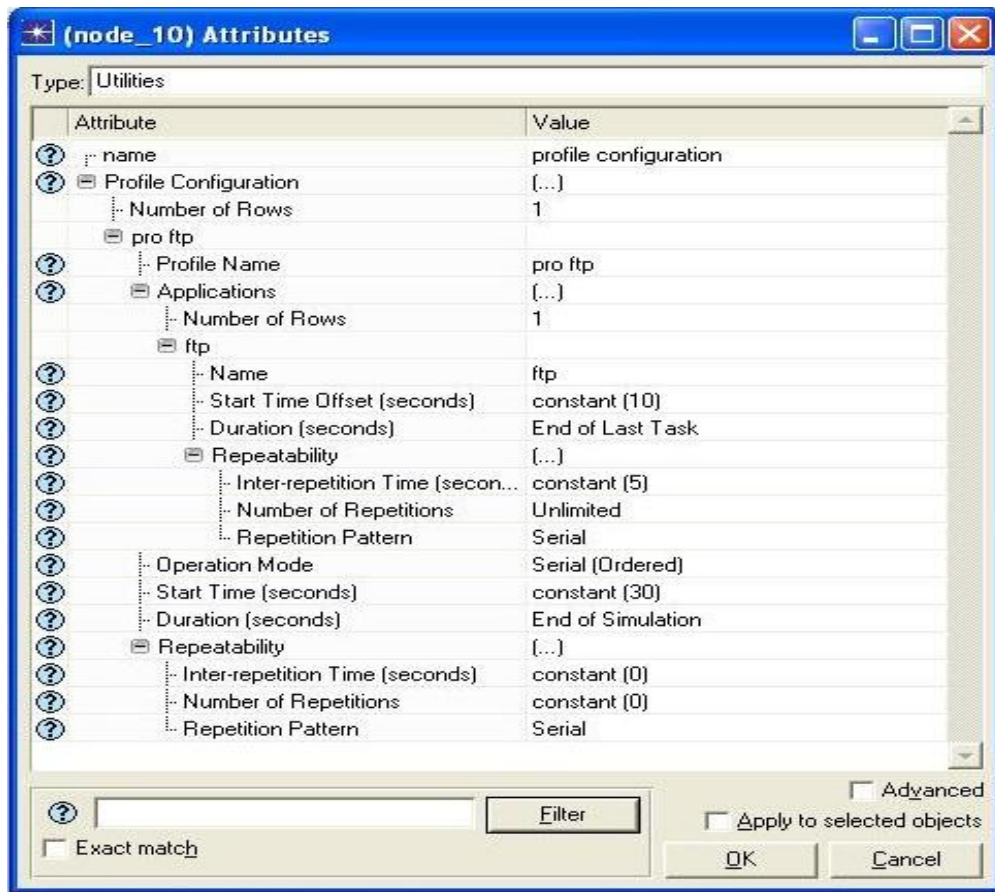 (node_10) Attributes
Type: Utilities
Attribute Value
? name profile configuration
? Profile Configuration (...)
Number of Rows 1
pro ftp
? Profile Name pro ftp
? Applications (...)
Number of Rows 1
ftp
? Name ftp
? Start Time Offset (seconds) constant (10)
? Duration (seconds) End of Last Task
? Repeatability (...)
? Inter-repetition Time (secon... constant (5)
? Number of Repetitions Unlimited
? Repetition Pattern Serial
? Operation Mode Serial (Ordered)
? Start Time (seconds) constant (30)
? Duration (seconds) End of Simulation
? Repeatability (...)
? Inter-repetition Time (seconds) constant (0)
? Number of Repetitions constant (0)
? Repetition Pattern Serial
Advanced
? Filter Apply to selected objects
Exact match OK Cancel